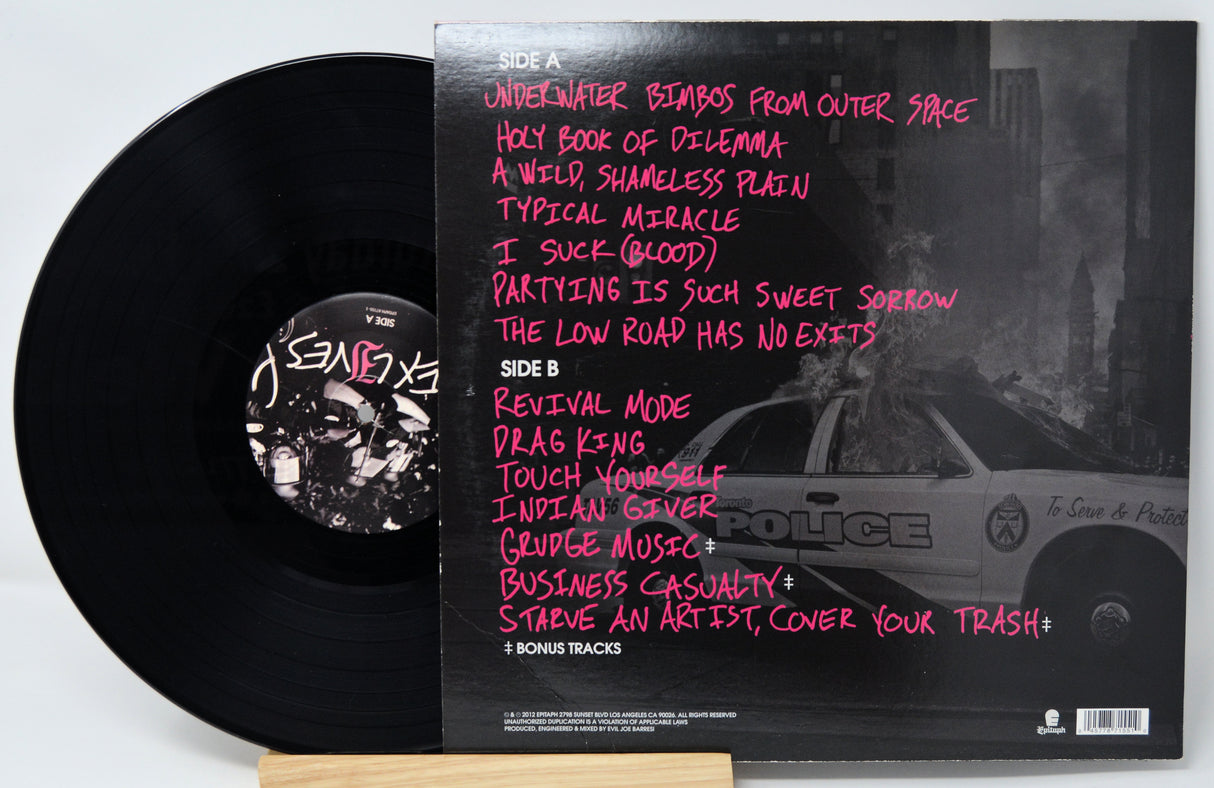 SIDE A
UNDERWATER BIMBOS FROM OUTER SPACE
HOLY BOOK OF DILEMMA
A WILD, SHAMELESS PLAIN
TYPICAL MIRACLE
I SUCK (BLOOD)
PARTYING IS SUCH SWEET SORROW
THE LOW ROAD HAS NO EXITS
SIDE B
REVIVAL MODE
DRAG KING
TOUCH YOURSELF
INDIAN GIVER
GRUDGE MUSIC‡
BUSINESS CASUALTY‡
STARVE AN ARTIST, COVER YOUR TRASH‡
‡ BONUS TRACKS
Toronto
POLICE
To Serve & Protect
911
56
© & ℗ 2012 EPITAPH 2798 SUNSET BLVD LOS ANGELES CA 90026. ALL RIGHTS RESERVED
UNAUTHORIZED DUPLICATION IS A VIOLATION OF APPLICABLE LAWS
PRODUCED, ENGINEERED & MIXED BY EVIL JOE BARRESI
Epitaph
SIDE A
EXLIVES